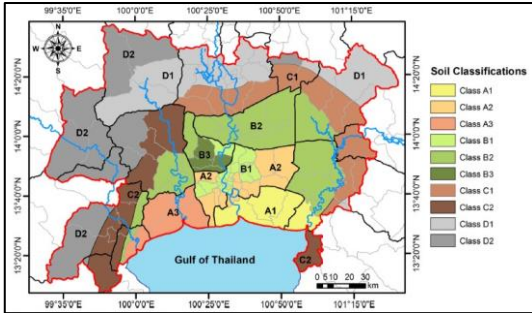 99°35'0"E 100°0'0"E 100°25'0"E 100°50'0"E 101°15'0"E
N
W E
S
14°20'0"N
14°0'0"N
13°40'0"N
13°20'0"N
14°20'0"N
14°0'0"N
13°40'0"N
13°20'0"N
D2
D1
C1
D1
D2
B2
B3
A2
B1
A2
C2
A3
A1
D2
C2
Gulf of Thailand
0 5 10 20 30
km
99°35'0"E 100°0'0"E 100°25'0"E 100°50'0"E 101°15'0"E
Soil Classifications
Class A1
Class A2
Class A3
Class B1
Class B2
Class B3
Class C1
Class C2
Class D1
Class D2